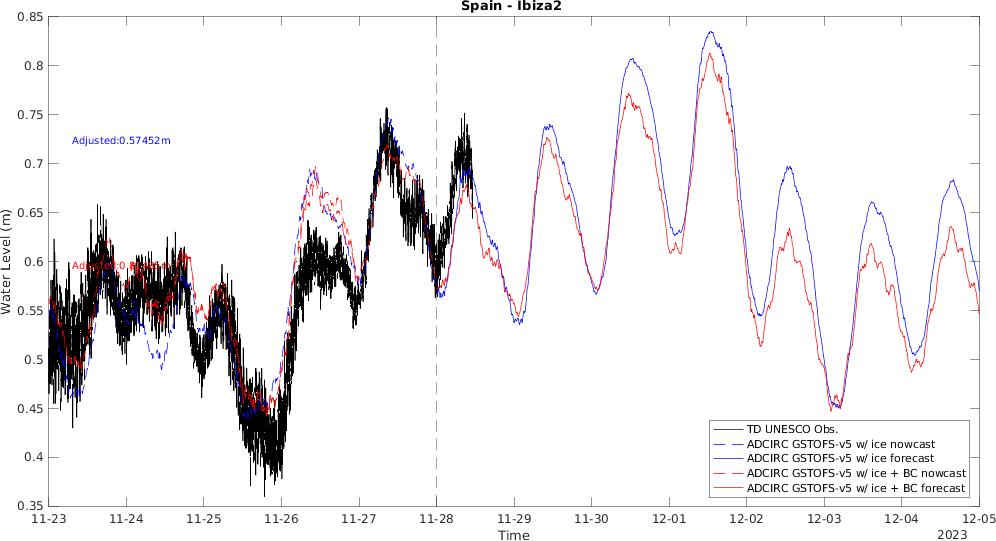 Spain - Ibiza2
0.85
0.8
0.75
0.7
0.65
0.6
0.55
0.5
0.45
0.4
0.35
Water Level (m)
Adjusted:0.57452m
TD UNESCO Obs.
ADCIRC GSTOFS-v5 w/ ice nowcast
ADCIRC GSTOFS-v5 w/ ice forecast
ADCIRC GSTOFS-v5 w/ ice + BC nowcast
ADCIRC GSTOFS-v5 w/ ice + BC forecast
11-23 11-24 11-25 11-26 11-27 11-28 11-29 11-30 12-01 12-02 12-03 12-04 12-05
Time
2023